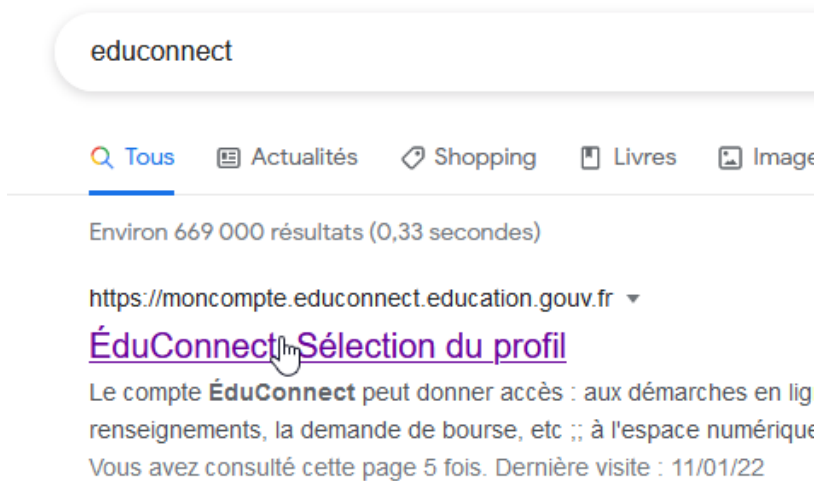 educonnect
Tous Actualités Shopping Livres Image
Environ 669 000 résultats (0,33 secondes)
https://moncompte.educonnect.education.gouv.fr
ÉduConnect Sélection du profil
Le compte ÉduConnect peut donner accès : aux démarches en lig
renseignements, la demande de bourse, etc ;; à l'espace numérique
Vous avez consulté cette page 5 fois. Dernière visite : 11/01/22